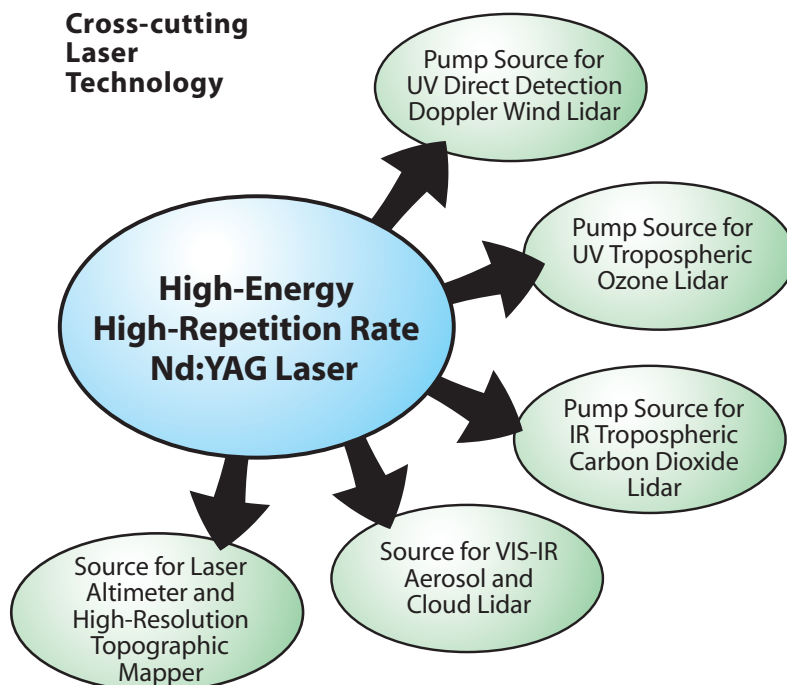 Cross-cutting
Laser
Technology
Pump Source for
UV Direct Detection
Doppler Wind Lidar
Pump Source for
UV Tropospheric
Ozone Lidar
High-Energy
High-Repetition Rate
Nd:YAG Laser
Pump Source for
IR Tropospheric
Carbon Dioxide
Lidar
Source for VIS-IR
Aerosol and
Cloud Lidar
Source for Laser
Altimeter and
High-Resolution
Topographic
Mapper